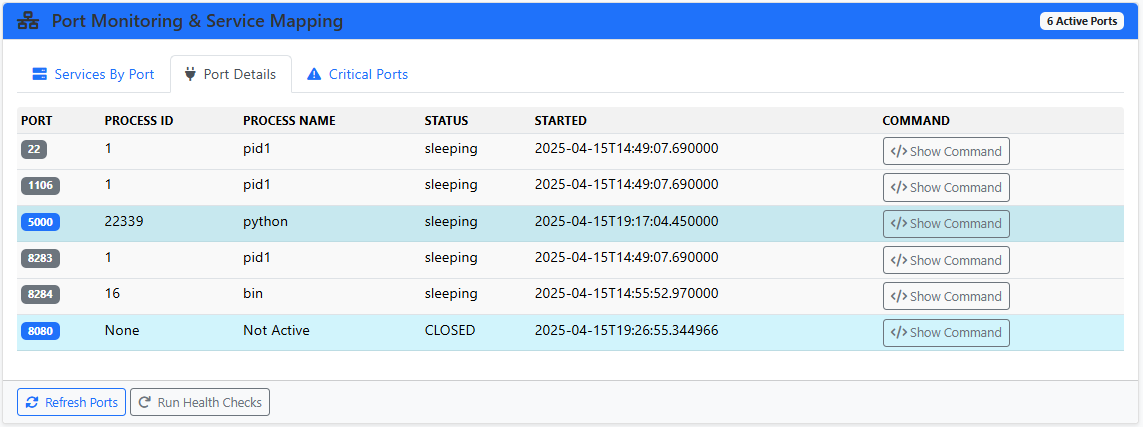 Port Monitoring & Service Mapping 6 Active Ports
Services By Port Port Details Critical Ports
PORT PROCESS ID PROCESS NAME STATUS STARTED COMMAND
22 1 pid1 sleeping 2025-04-15T14:49:07.690000 </> Show Command
1106 1 pid1 sleeping 2025-04-15T14:49:07.690000 </> Show Command
5000 22339 python sleeping 2025-04-15T19:17:04.450000 </> Show Command
8283 1 pid1 sleeping 2025-04-15T14:49:07.690000 </> Show Command
8284 16 bin sleeping 2025-04-15T14:55:52.970000 </> Show Command
8080 None Not Active CLOSED 2025-04-15T19:26:55.344966 </> Show Command
Refresh Ports Run Health Checks